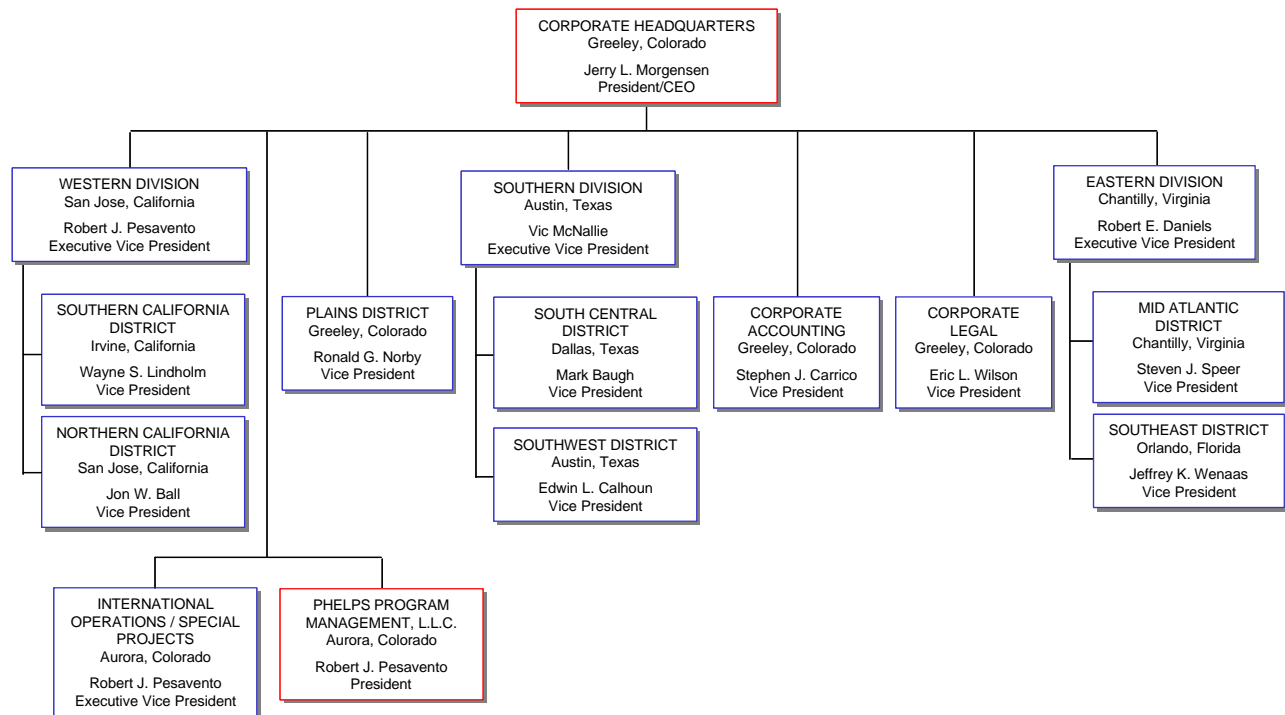 CORPORATE HEADQUARTERS
Greeley, Colorado
Jerry L. Morgensen
President/CEO
WESTERN DIVISION
San Jose, California
Robert J. Pesavento
Executive Vice President
SOUTHERN DIVISION
Austin, Texas
Vic McNallie
Executive Vice President
EASTERN DIVISION
Chantilly, Virginia
Robert E. Daniels
Executive Vice President
SOUTHERN CALIFORNIA
DISTRICT
Irvine, California
Wayne S. Lindholm
Vice President
PLAINS DISTRICT
Greeley, Colorado
Ronald G. Norby
Vice President
SOUTH CENTRAL
DISTRICT
Dallas, Texas
Mark Baugh
Vice President
CORPORATE
ACCOUNTING
Greeley, Colorado
Stephen J. Carrico
Vice President
CORPORATE
LEGAL
Greeley, Colorado
Eric L. Wilson
Vice President
MID ATLANTIC
DISTRICT
Chantilly, Virginia
Steven J. Speer
Vice President
NORTHERN CALIFORNIA
DISTRICT
San Jose, California
Jon W. Ball
Vice President
SOUTHWEST DISTRICT
Austin, Texas
Edwin L. Calhoun
Vice President
SOUTHEAST DISTRICT
Orlando, Florida
Jeffrey K. Wenaas
Vice President
INTERNATIONAL
OPERATIONS / SPECIAL
PROJECTS
Aurora, Colorado
Robert J. Pesavento
Executive Vice President
PHELPS PROGRAM
MANAGEMENT, L.L.C.
Aurora, Colorado
Robert J. Pesavento
President